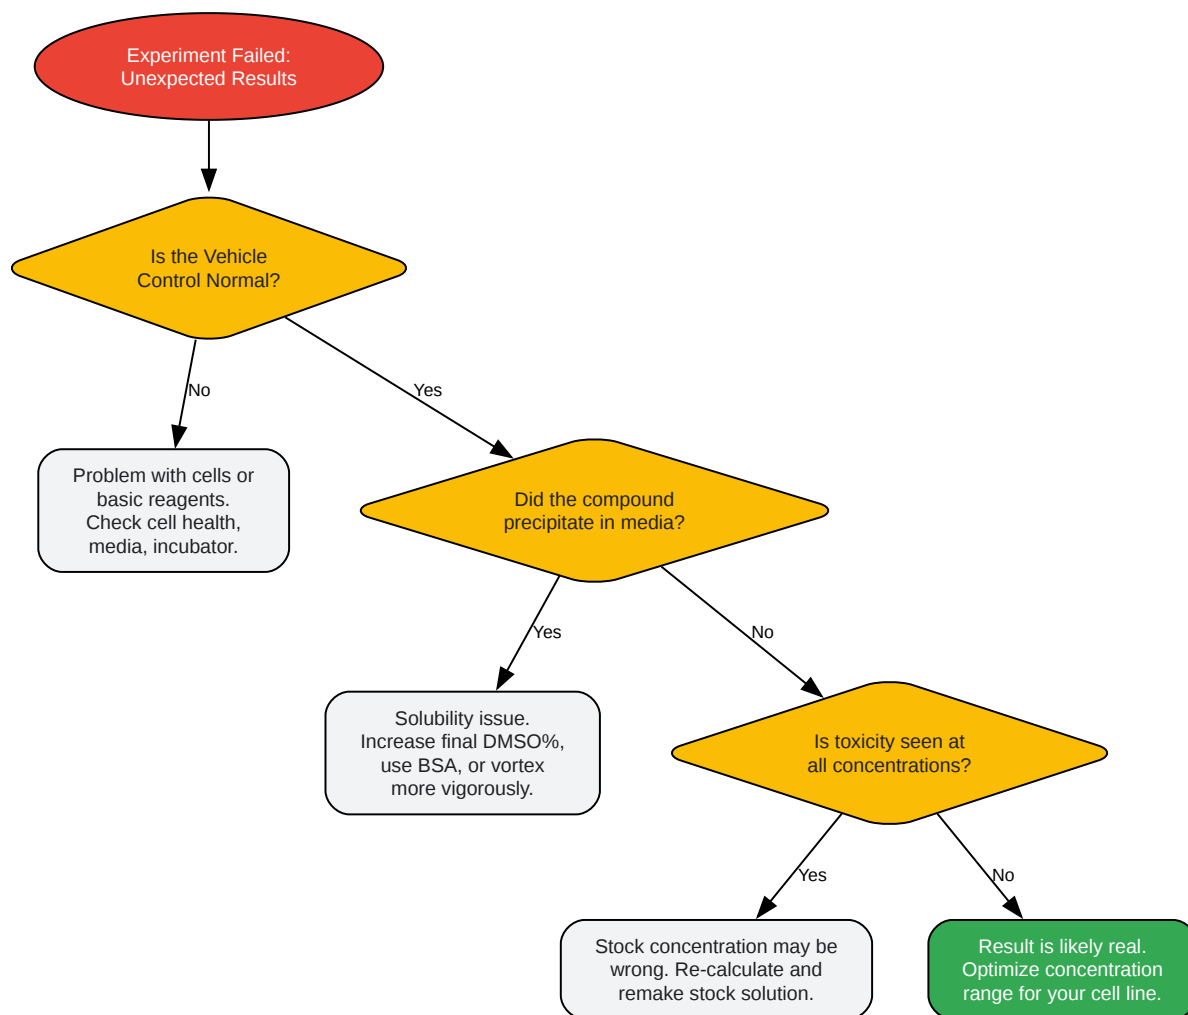 Experiment Failed:
Unexpected Results
Is the Vehicle
Control Normal?
No
Yes
Problem with cells or
basic reagents.
Check cell health,
media, incubator.
Did the compound
precipitate in media?
Yes
No
Solubility issue.
Increase final DMSO%,
use BSA, or vortex
more vigorously.
Is toxicity seen at
all concentrations?
Yes
No
Stock concentration may be
wrong. Re-calculate and
remake stock solution.
Result is likely real.
Optimize concentration
range for your cell line.